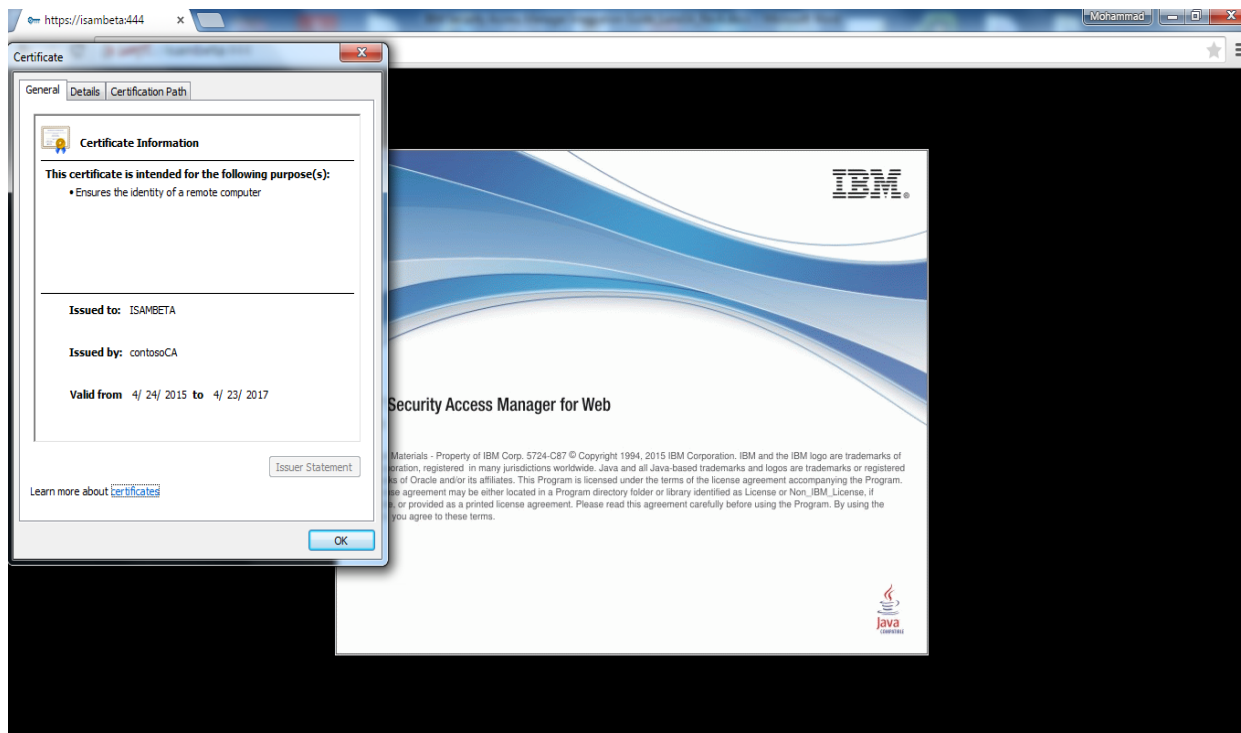 https://isambeta:444
Mohammad
Certificate
General Details Certification Path
Certificate Information
This certificate is intended for the following purpose(s):
• Ensures the identity of a remote computer
Issued to: ISAMBETA
Issued by: contosoCA
Valid from 4/ 24/ 2015 to 4/ 23/ 2017
Issuer Statement
Learn more about certificates
OK
IBM®
Security Access Manager for Web
Materials - Property of IBM Corp. 5724-C87 © Copyright 1994, 2015 IBM Corporation. IBM and the IBM logo are trademarks of
oration, registered in many jurisdictions worldwide. Java and all Java-based trademarks and logos are trademarks or registered
ks of Oracle and/or its affiliates. This Program is licensed under the terms of the license agreement accompanying the Program.
se agreement may be either located in a Program directory folder or library identified as License or Non_IBM_License, if
e, or provided as a printed license agreement. Please read this agreement carefully before using the Program. By using the
you agree to these terms.
Java
COMPATIBLE